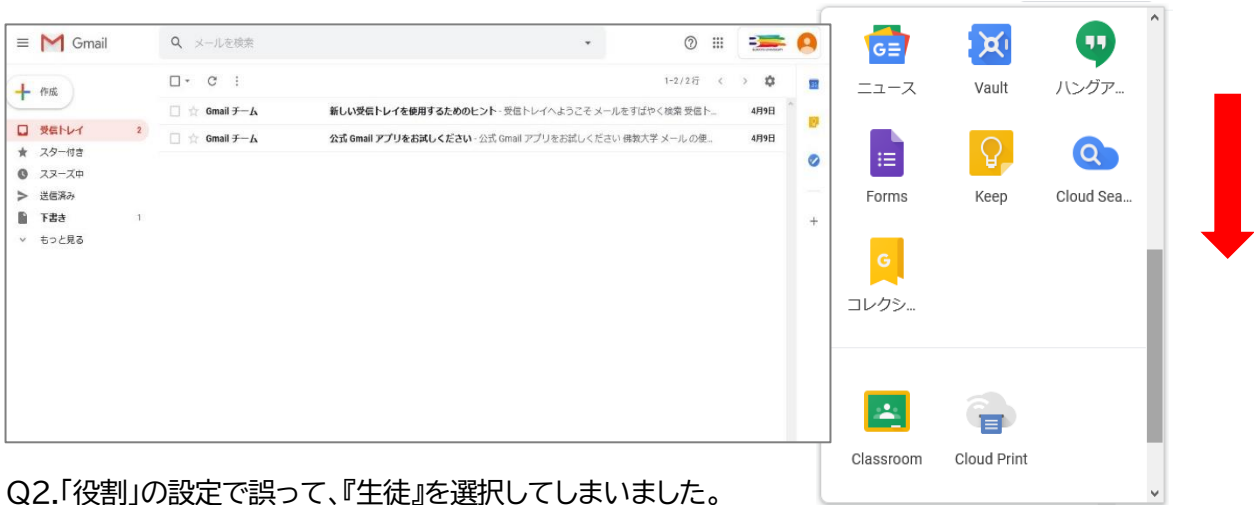 Gmail
メールを検索
作成
1-2/2行
受信トレイ 2
スター付き
スヌーズ中
送信済み
下書き 1
もっと見る
Gmail チーム 新しい受信トレイを使用するためのヒント - 受信トレイへようこそ メールをすばやく検索 受信ト... 4月9日
Gmail チーム 公式 Gmail アプリをお試しください - 公式 Gmail アプリをお試しください 佛教大学 メール の使... 4月9日
ニュース Vault ハングア...
Forms Keep Cloud Sea...
コレクシ...
Classroom Cloud Print
Q2.「役割」の設定で誤って、『生徒』を選択してしまいました。